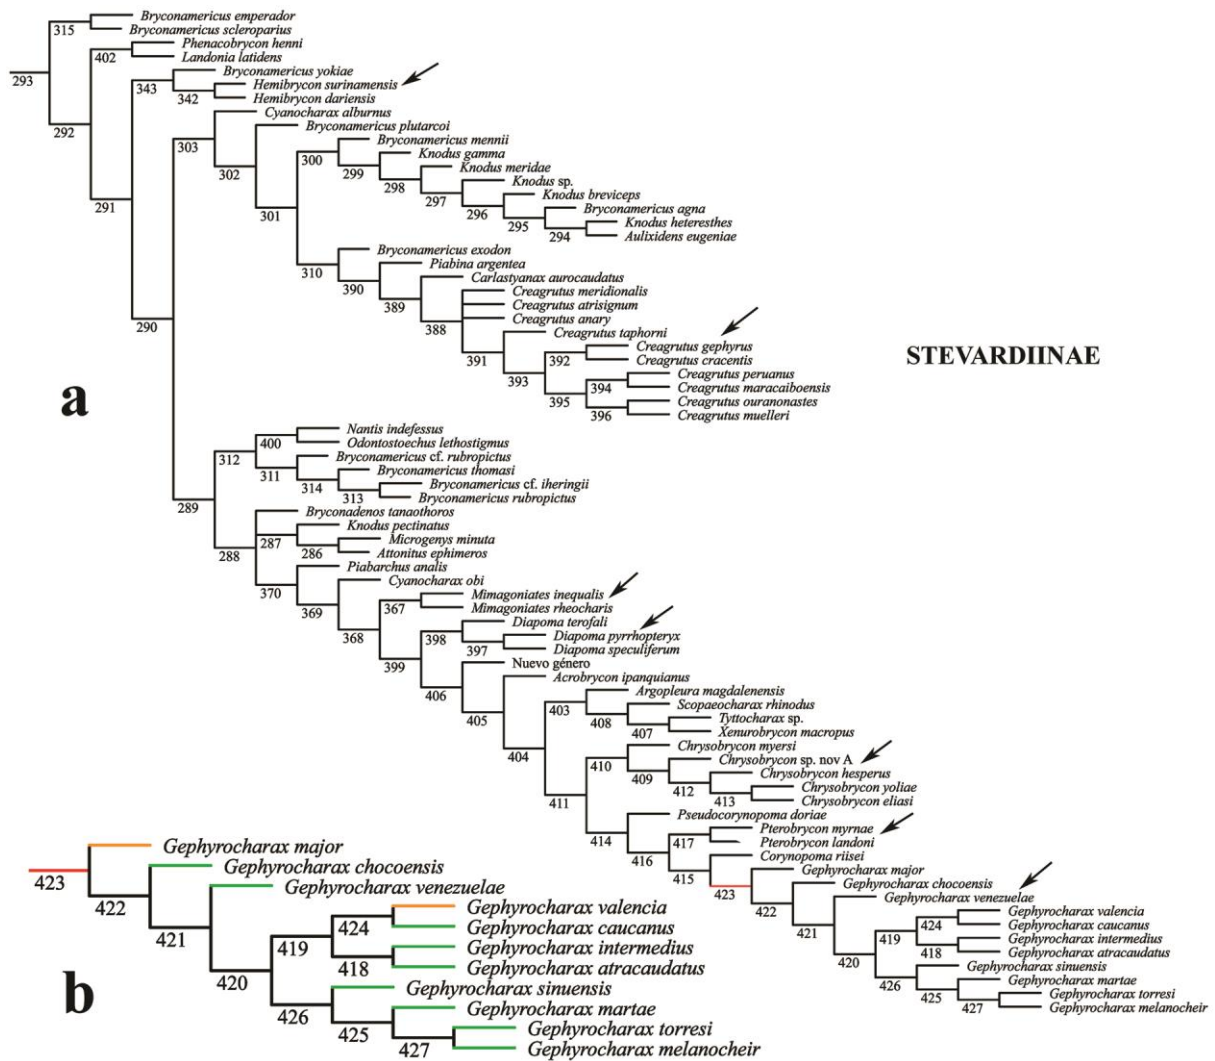 Bryconamericus emperador
315
Bryconamericus scleroparius
Phenacobrycon henni
402
Landonia latidens
293
Bryconamericus yokiae
343
Hemibrycon surinamensis
342
Hemibrycon dariensis
Cyanocharax alburnus
292
Bryconamericus plutarcoi
303
Bryconamericus mennii
300
Knodus gamma
299
Knodus meridae
302
298
Knodus sp.
297
Knodus breviceps
291
296
Bryconamericus agna
301
295
Knodus heteresthes
294
Aulixidens eugeniae
Bryconamericus exodon
310
Piabina argentea
390
Carlastyanax aurocaudatus
Creagrutus meridionalis
389
Creagrutus atrisignum
290
388
Creagrutus anary
Creagrutus taphorni
Creagrutus gephyrus
391
392
Creagrutus cracentis
STEVARDIINAE
393
Creagrutus peruanus
394
Creagrutus maracaiboensis
395
Creagrutus ouranonastes
396
Creagrutus muelleri
a
Nantis indefessus
400
Odontostoechus lethostigmus
312
Bryconamericus cf. rubropictus
311
Bryconamericus thomasi
314
Bryconamericus cf. iheringii
313
Bryconamericus rubropictus
289
Bryconadenos tanaothoros
Knodus pectinatus
287
Microgenys minuta
288
286
Attonitus ephimeros
Piabarchus analis
370
Cyanocharax obi
369
Mimagoniates inequalis
367
Mimagoniates rheocharis
368
Diapoma terofali
398
Diapoma pyrrhopteryx
397
Diapoma speculiferum
399
Nuevo género
Acrobrycon ipanquianus
406
Argopleura magdalenensis
403
Scopaeocharax rhinodus
405
408
Tyttocharax sp.
407
Xenurobrycon macropus
404
Chrysobrycon myersi
410
Chrysobrycon sp. nov A
409
Chrysobrycon hesperus
412
Chrysobrycon yoliae
411
413
Chrysobrycon eliasi
Pseudocorynopoma doriae
414
Pterobrycon myrnae
417
Pterobrycon landoni
416
Corynopoma riisei
415
Gephyrocharax major
423
Gephyrocharax chocoensis
422
Gephyrocharax venezuelae
421
Gephyrocharax valencia
424
Gephyrocharax caucanus
419
Gephyrocharax intermedius
418
Gephyrocharax atracaudatus
420
Gephyrocharax sinuensis
426
Gephyrocharax martae
425
Gephyrocharax torresi
427
Gephyrocharax melanocheir
b
Gephyrocharax major
423
Gephyrocharax chocoensis
422
Gephyrocharax venezuelae
421
Gephyrocharax valencia
424
Gephyrocharax caucanus
419
Gephyrocharax intermedius
418
Gephyrocharax atracaudatus
420
Gephyrocharax sinuensis
426
Gephyrocharax martae
425
Gephyrocharax torresi
427
Gephyrocharax melanocheir